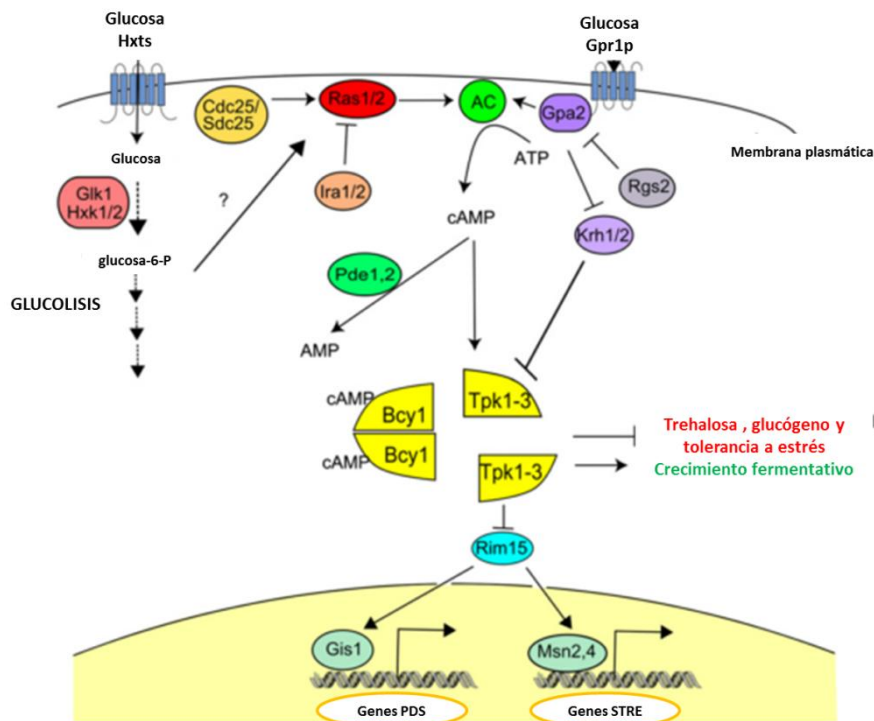 Glucosa
Hxts
Glucosa
Gpr1p
Cdc25/
Sdc25
Ras1/2
AC
Gpa2
Glucosa
ATP
Membrana plasmática
Glk1
Hxk1/2
?
Ira1/2
Rgs2
cAMP
Krh1/2
glucosa-6-P
Pde1,2
GLUCOLISIS
AMP
cAMP
Bcy1
Tpk1-3
cAMP
Bcy1
Tpk1-3
Trehalosa , glucógeno y
tolerancia a estrés
Crecimiento fermentativo
Rim15
Gis1
Msn2,4
Genes PDS
Genes STRE